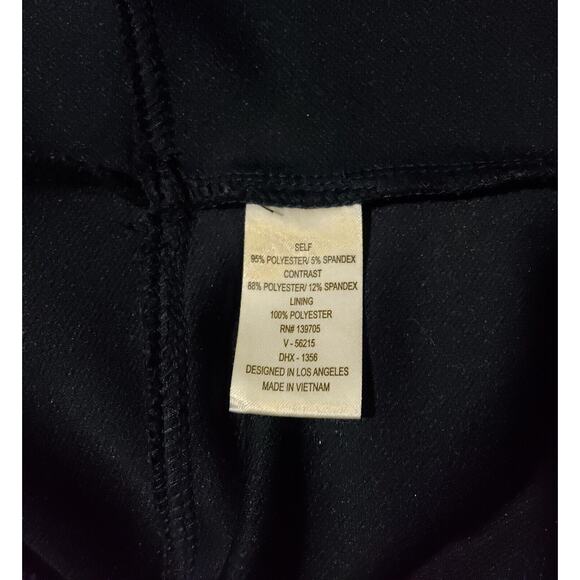 SELF
95% POLYESTER/ 5% SPANDEX
CONTRAST
88% POLYESTER/ 12% SPANDEX
LINING
100% POLYESTER
RN# 139705
V - 56215
DHX - 1356
DESIGNED IN LOS ANGELES
MADE IN VIETNAM